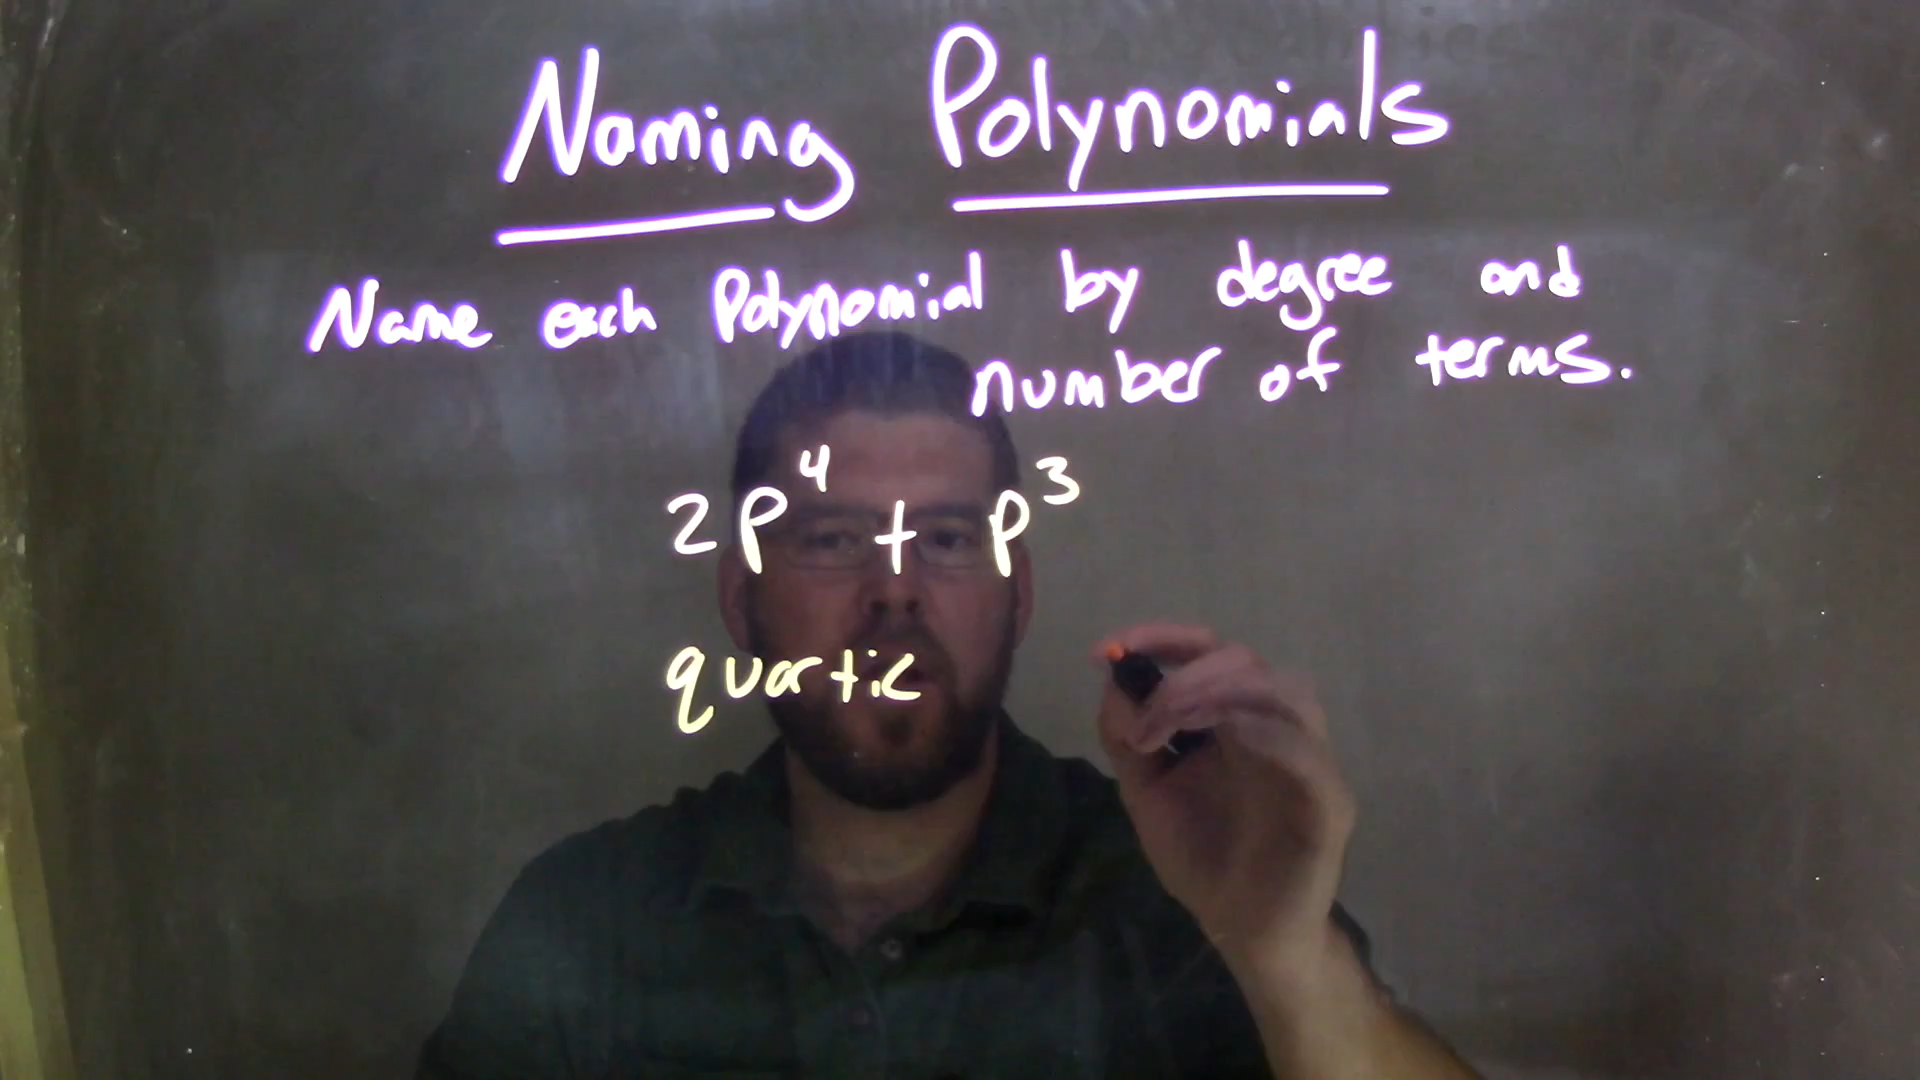 Naming Polynomials
Name each Polynomial by degree and
number of terms.
2p⁴ + p³
quartic